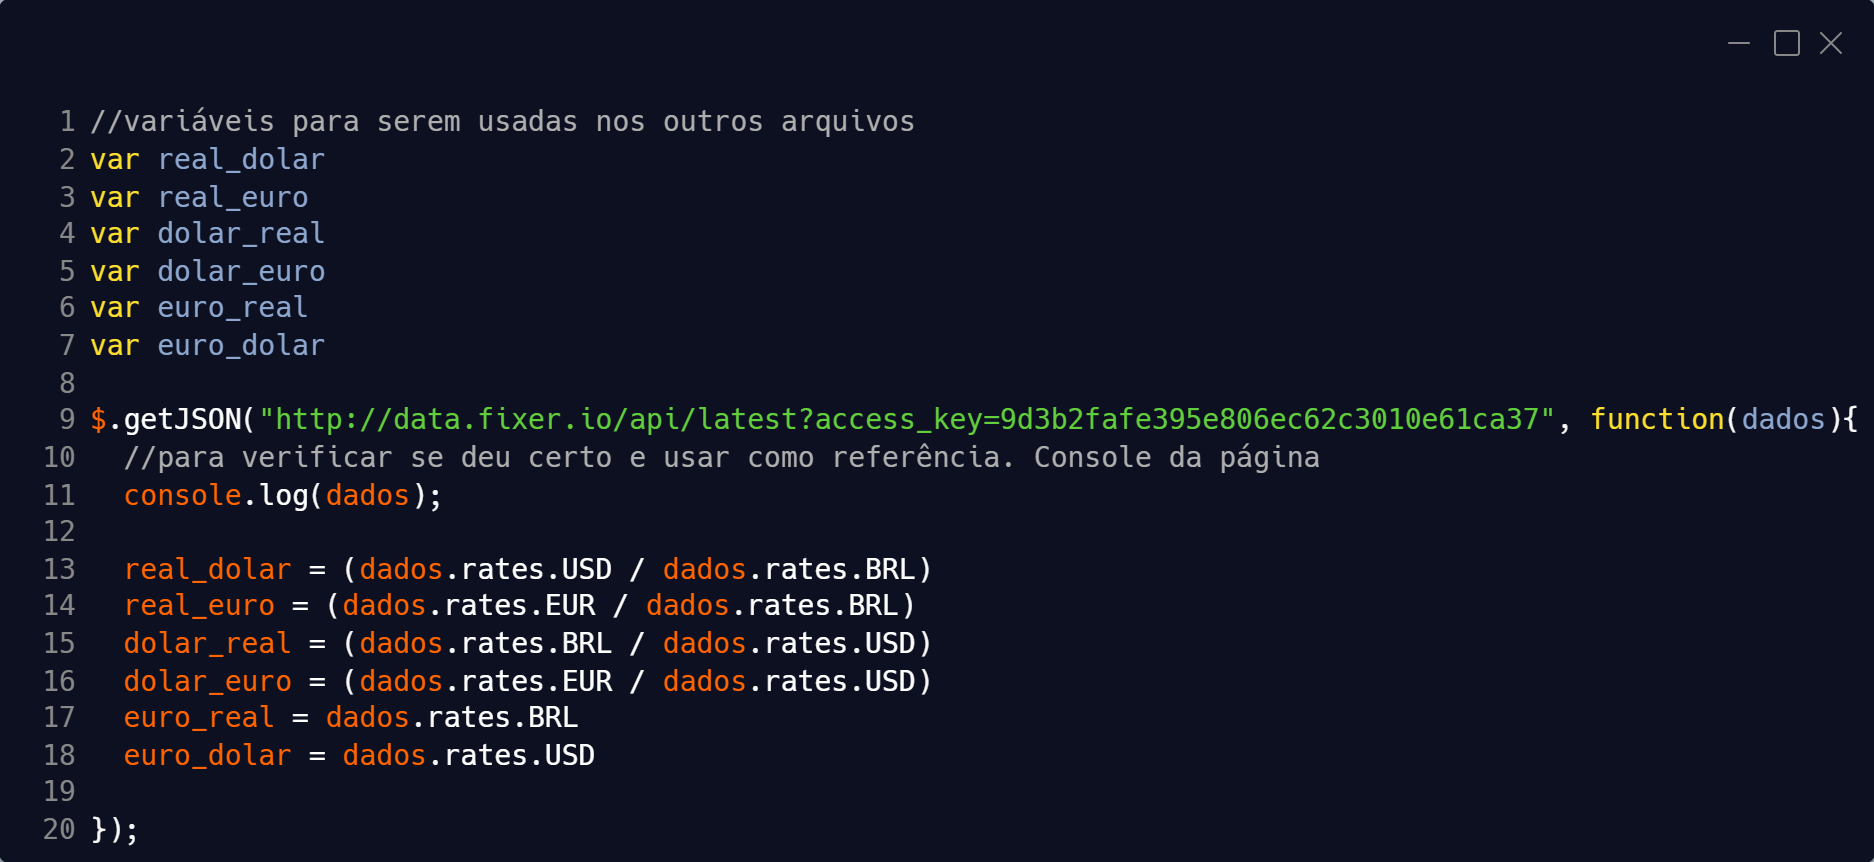 1 //variáveis para serem usadas nos outros arquivos
2 var real_dolar
3 var real_euro
4 var dolar_real
5 var dolar_euro
6 var euro_real
7 var euro_dolar
8
9 $.getJSON("http://data.fixer.io/api/latest?access_key=9d3b2fafe395e806ec62c3010e61ca37", function(dados){
10   //para verificar se deu certo e usar como referência. Console da página
11   console.log(dados);
12
13   real_dolar = (dados.rates.USD / dados.rates.BRL)
14   real_euro = (dados.rates.EUR / dados.rates.BRL)
15   dolar_real = (dados.rates.BRL / dados.rates.USD)
16   dolar_euro = (dados.rates.EUR / dados.rates.USD)
17   euro_real = dados.rates.BRL
18   euro_dolar = dados.rates.USD
19
20 });